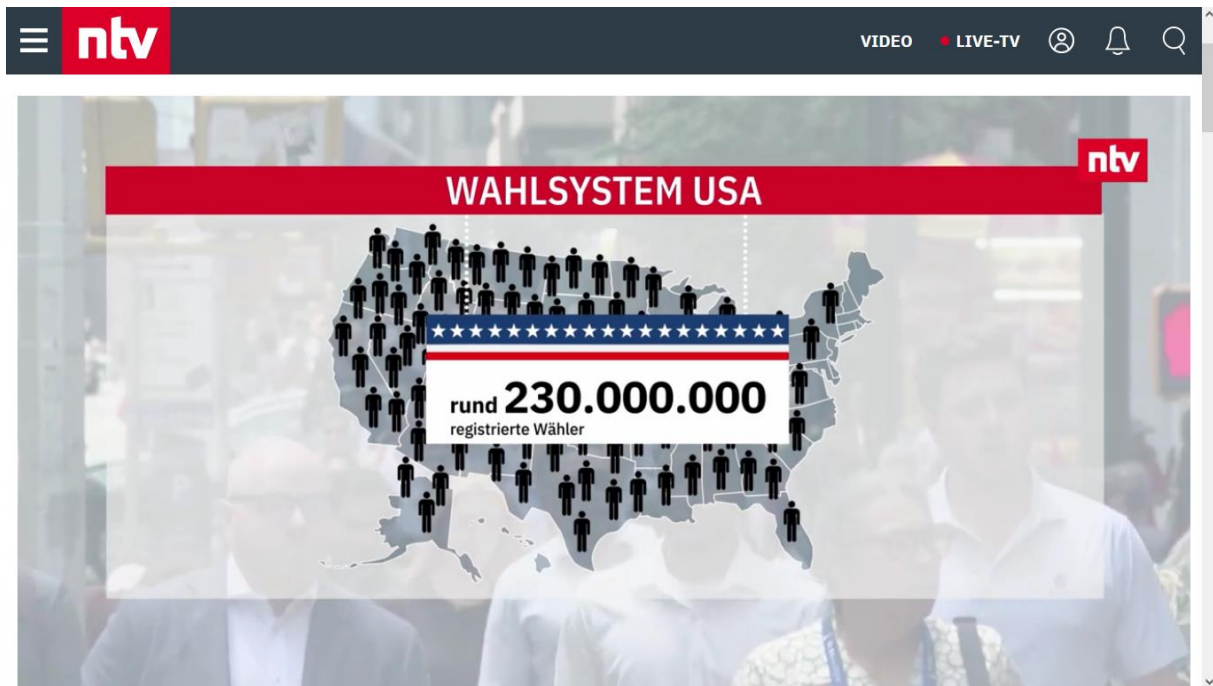 ntv
VIDEO LIVE-TV
ntv
WAHLSYSTEM USA
rund 230.000.000
registrierte Wähler